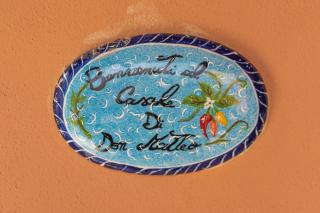 Benvenuti al
Casale
Di
Don Matteo